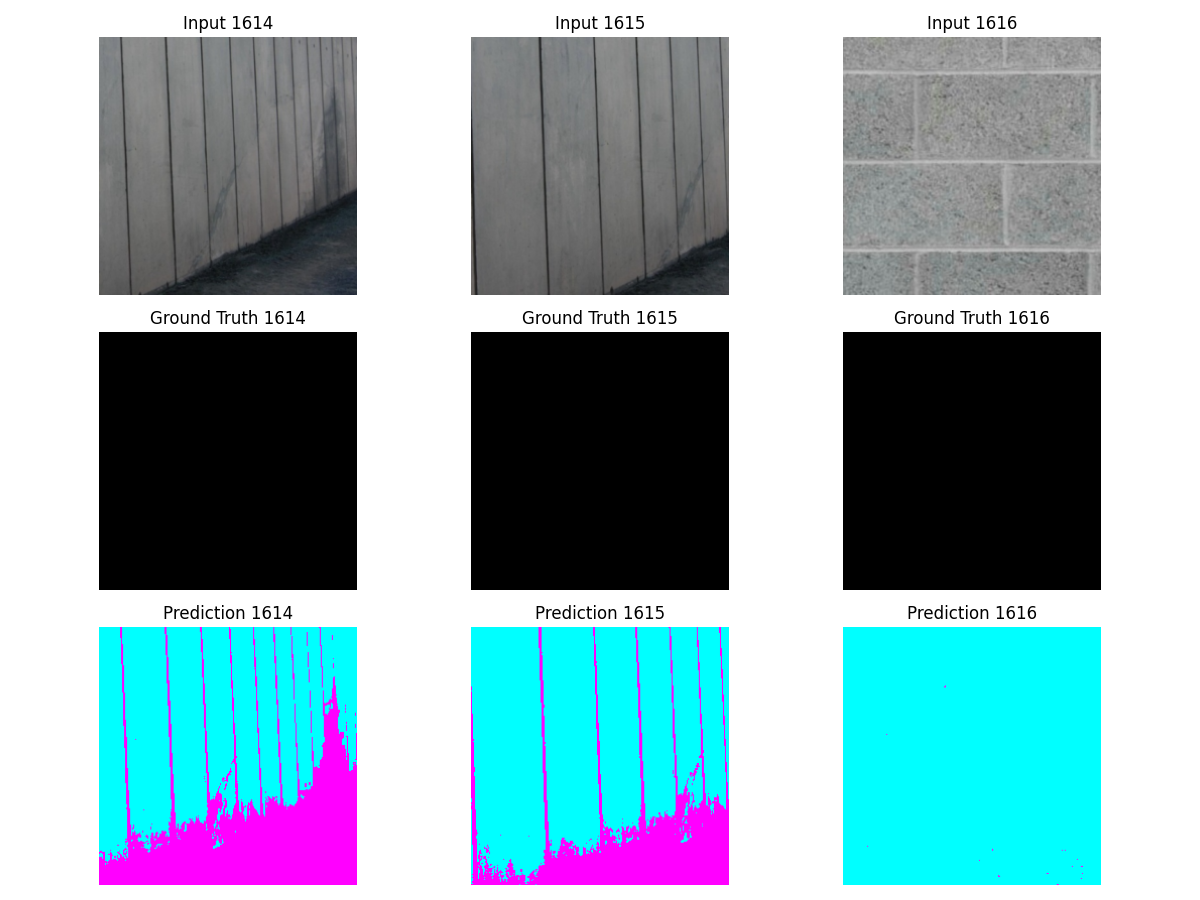 Input 1614
Input 1615
Input 1616
Ground Truth 1614
Ground Truth 1615
Ground Truth 1616
Prediction 1614
Prediction 1615
Prediction 1616